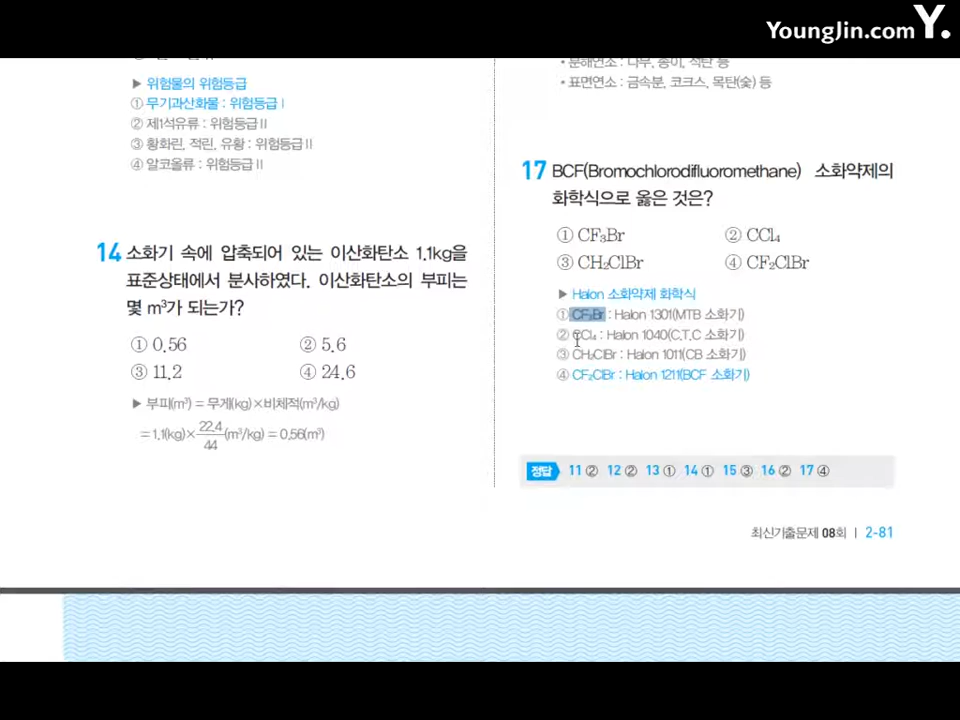 YoungJin.com Y.
▶ 위험물의 위험등급
① 무기과산화물 : 위험등급 Ⅰ
② 제1석유류 : 위험등급 Ⅱ
③ 황화린, 적린, 유황 : 위험등급 Ⅱ
④ 알코올류 : 위험등급 Ⅱ
14 소화기 속에 압축되어 있는 이산화탄소 1.1kg을
표준상태에서 분사하였다. 이산화탄소의 부피는
몇 m³가 되는가?
① 0.56 ② 5.6
③ 11.2 ④ 24.6
▶ 부피(m³) = 무게(kg)×비체적(m³/kg)
= 1.1(kg)× 22.4/44 (m³/kg) = 0.56(m³)
• 분해연소 : 나무, 종이, 석탄 등
• 표면연소 : 금속분, 코크스, 목탄(숯) 등
17 BCF(Bromochlorodifluoromethane) 소화약제의
화학식으로 옳은 것은?
① CF₃Br ② CCl₄
③ CH₂ClBr ④ CF₂ClBr
▶ Halon 소화약제 화학식
① CF₃Br : Halon 1301(MTB 소화기)
② CCl₄ : Halon 1040(C.T.C 소화기)
③ CH₂ClBr : Halon 1011(CB 소화기)
④ CF₂ClBr : Halon 1211(BCF 소화기)
정답 11 ② 12 ② 13 ① 14 ① 15 ③ 16 ② 17 ④
최신기출문제 08회 | 2-81